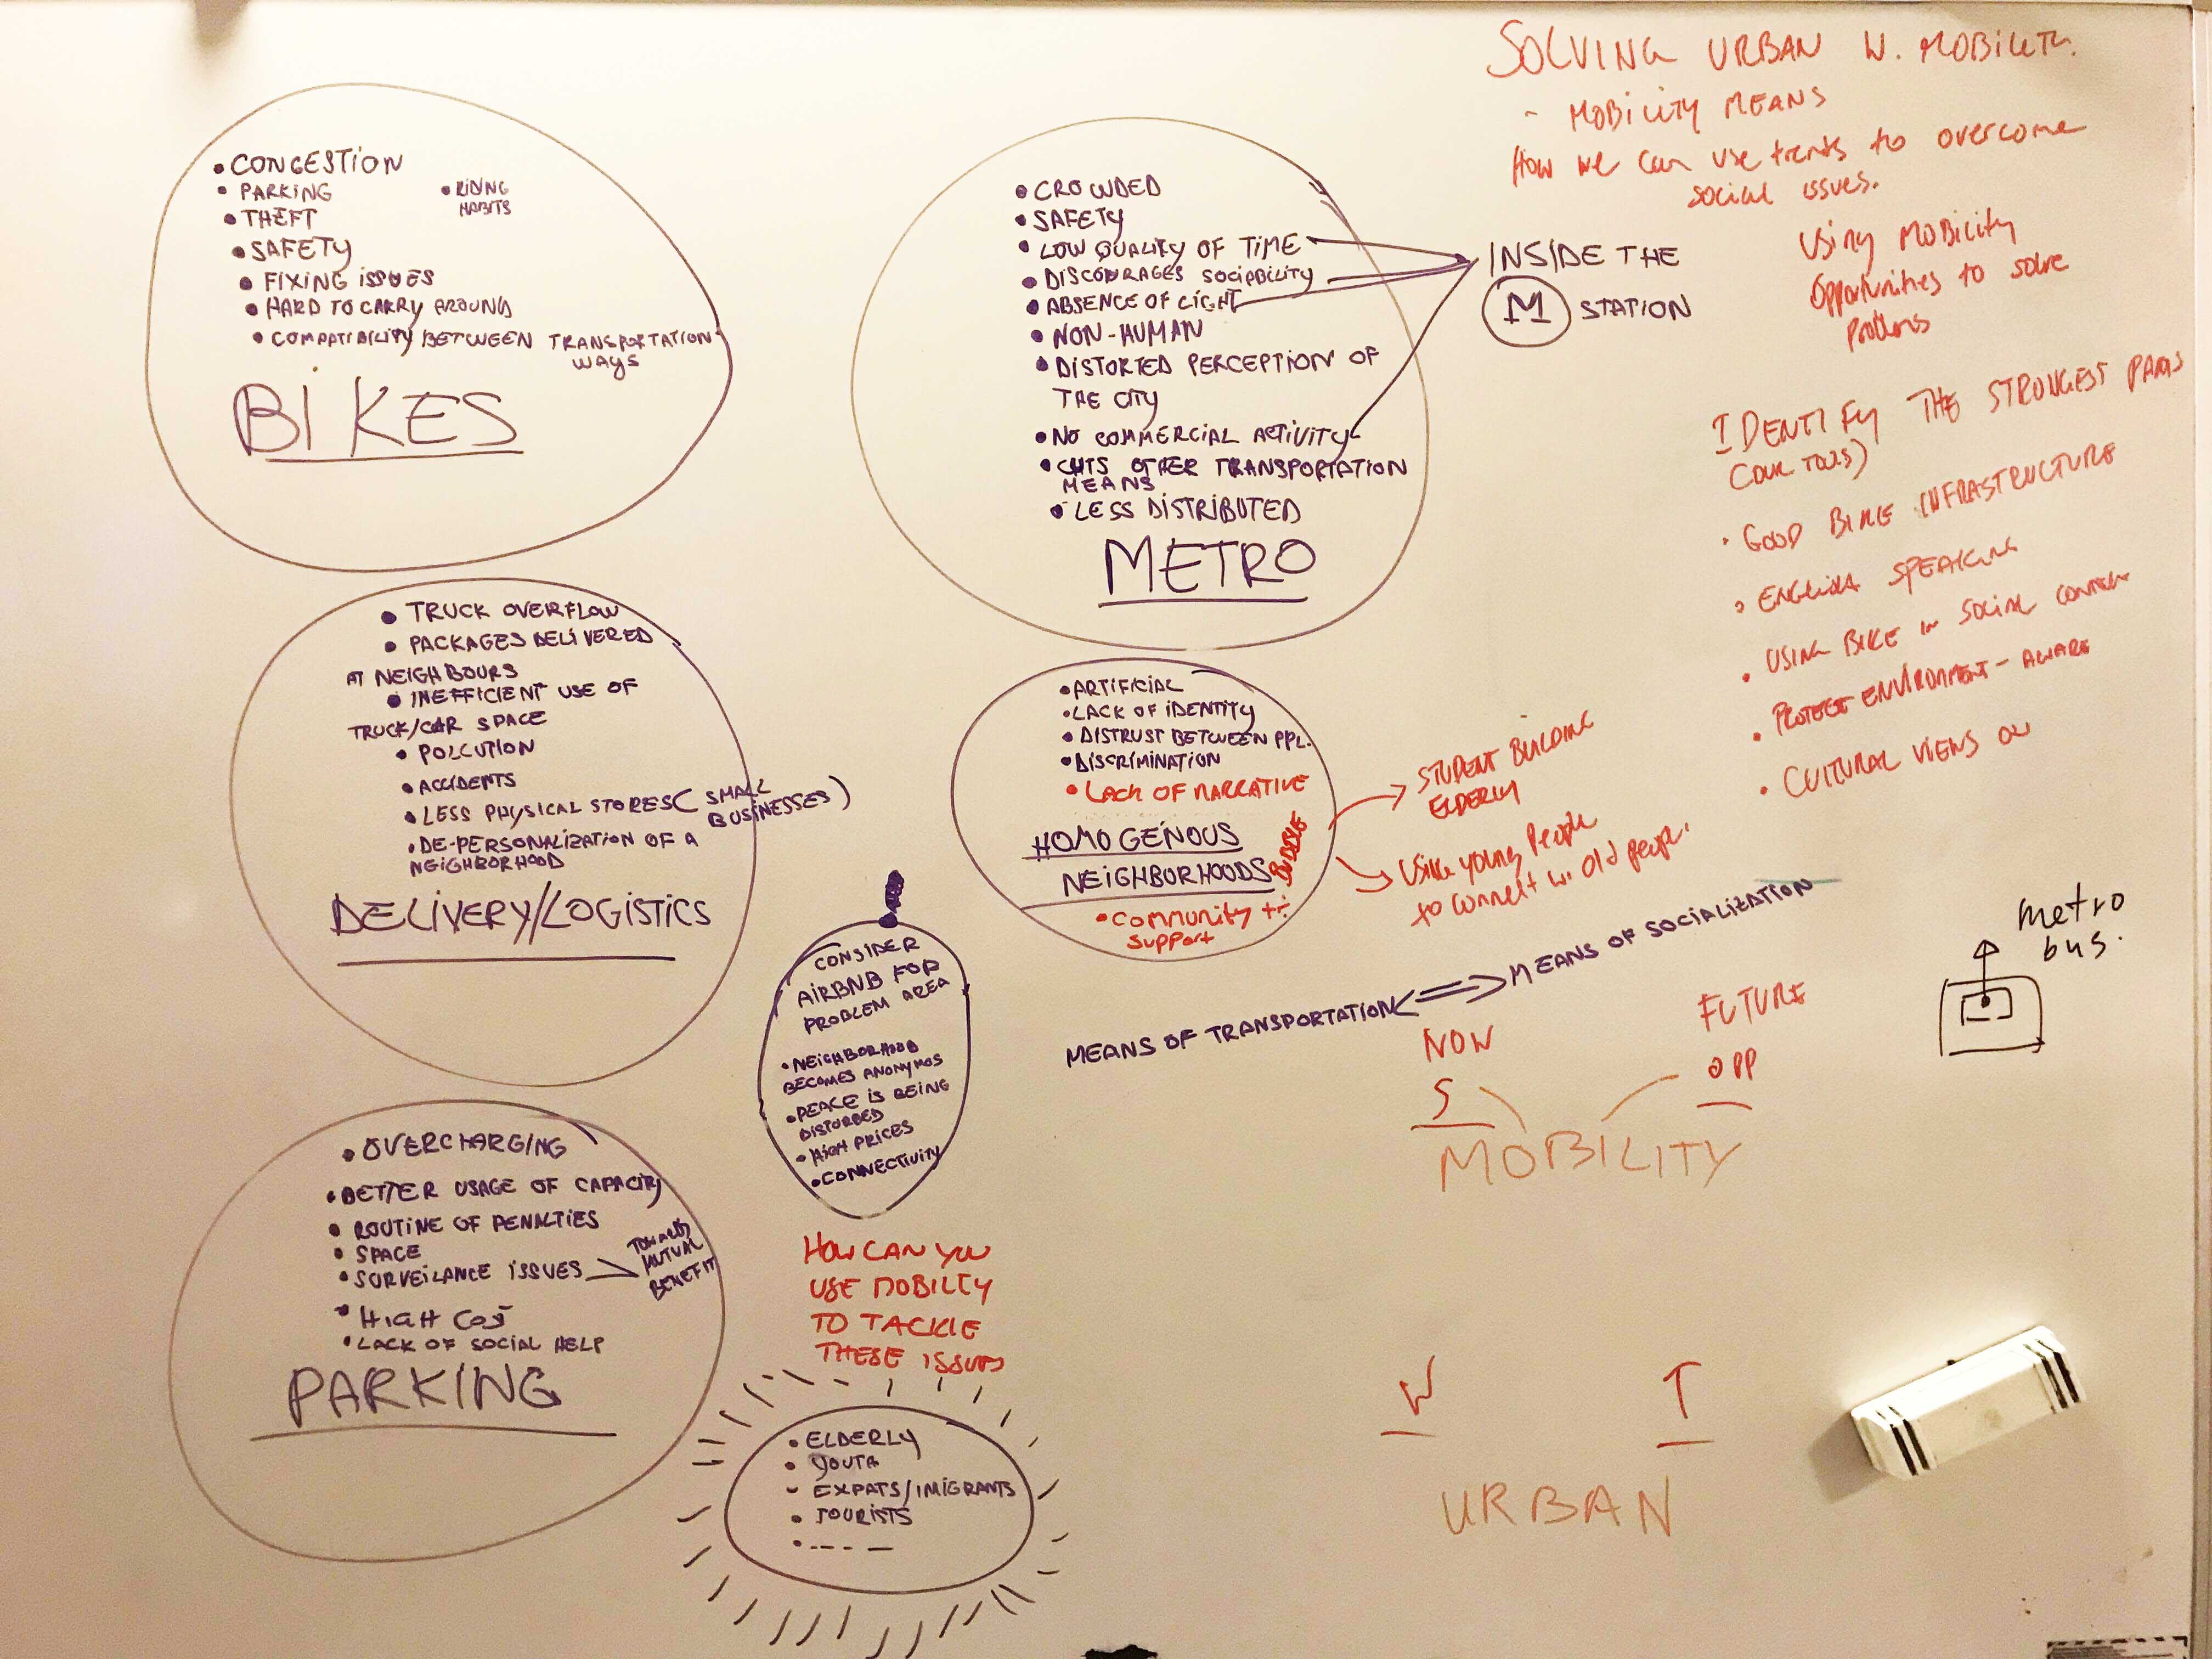 • CONGESTION
• PARKING
• RIDING
HABITS
• THEFT
• SAFETY
• FIXING ISSUES
• HARD TO CARRY AROUND
• COMPATIBILITY BETWEEN TRANSPORTATION
WAYS
BIKES
• CROWDED
• SAFETY
• LOW QUALITY OF TIME
• DISCOURAGES SOCIABILITY
• ABSENCE OF LIGHT
• NON-HUMAN
• DISTORTED PERCEPTION OF
THE CITY
• NO COMMERCIAL ACTIVITY
• CUTS OTHER TRANSPORTATION
MEANS
• LESS DISTRIBUTED
METRO
INSIDE THE
M STATION
SOLVING URBAN W. MOBILITY.
- MOBILITY MEANS
How we can use trends to overcome
social issues.
Using Mobility
Opportunities to solve
IDENTIFY THE STRONGEST
(OUR TOOLS)
• GOOD BIKE INFRASTRUCTURE
• ENGLISH SPEAKING
• USING BIKE IN SOCIAL
• PROTECT ENVIRONMENT - AWARE
• CULTURAL VIEWS ON
• TRUCK OVERFLOW
• PACKAGES DELIVERED
AT NEIGHBOURS
• INEFFICIENT USE OF
TRUCK/CAR SPACE
• POLLUTION
• ACCIDENTS
• LESS PHYSICAL STORES (SMALL
BUSINESSES)
• DE-PERSONALIZATION OF A
NEIGHBORHOOD
DELIVERY/LOGISTICS
• ARTIFICIAL
• LACK OF IDENTITY
• DISTRUST BETWEEN PPL.
• DISCRIMINATION
• LACK OF NARRATIVE
HOMOGENOUS
NEIGHBORHOODS
BUBBLE
• Community
Support
STUDENT BUILDING
ELDERLY
Using young People
to connect w. old people.
CONSIDER
AIRBNB FOR
PROBLEM AREA
• NEIGHBORHOOD
BECOMES ANONYMOS
• PEACE IS BEING
DISTURBED
• HIGH PRICES
• CONNECTIVITY
MEANS OF TRANSPORTATION <=> MEANS OF SOCIALIZATION
NOW
FUTURE
S
OPP
MOBILITY
metro
bus.
• OVERCHARGING
• BETTER USAGE OF CAPACITY
• ROUTINE OF PENALTIES
• SPACE
• SURVEILANCE ISSUES
TOWARDS
MUTUAL
BENEFIT
• HIGH COST
• LACK OF SOCIAL HELP
PARKING
HOW CAN YOU
USE MOBILTY
TO TACKLE
THESE ISSUES
• ELDERLY
• YOUTH
- EXPATS/IMIGRANTS
• TOURISTS
• --- —
W
T
URBAN